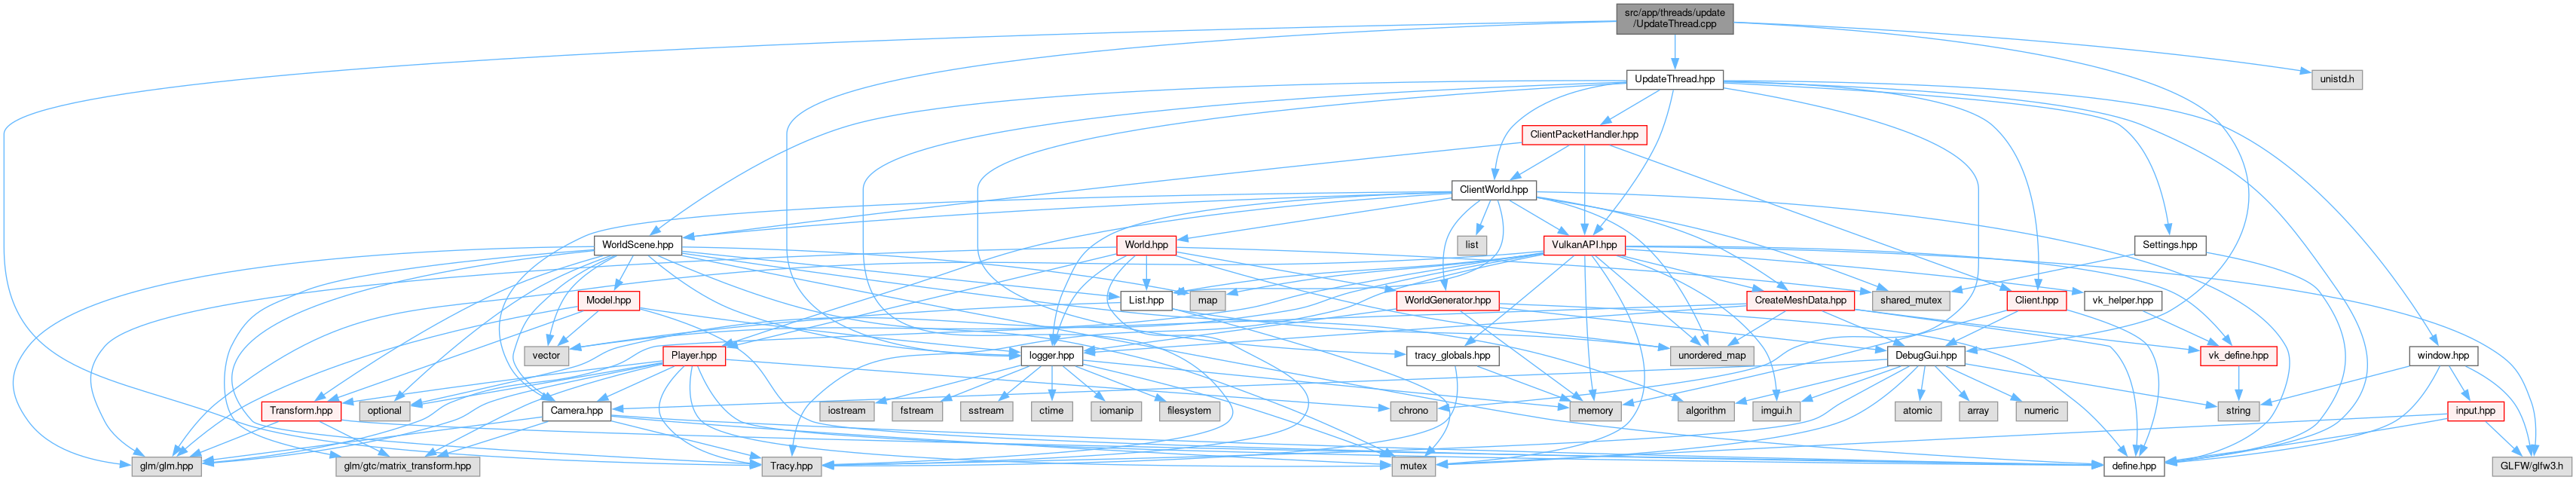 src/app/threads/update
/UpdateThread.cpp
UpdateThread.hpp
unistd.h
ClientPacketHandler.hpp
ClientWorld.hpp
WorldScene.hpp
World.hpp
list
VulkanAPI.hpp
Settings.hpp
Model.hpp
List.hpp
map
WorldGenerator.hpp
CreateMeshData.hpp
shared_mutex
Client.hpp
vk_helper.hpp
vector
Player.hpp
logger.hpp
tracy_globals.hpp
unordered_map
DebugGui.hpp
vk_define.hpp
window.hpp
Transform.hpp
optional
Camera.hpp
iostream
fstream
sstream
ctime
iomanip
filesystem
chrono
memory
algorithm
imgui.h
atomic
array
numeric
string
input.hpp
glm/glm.hpp
glm/gtc/matrix_transform.hpp
Tracy.hpp
mutex
define.hpp
GLFW/glfw3.h